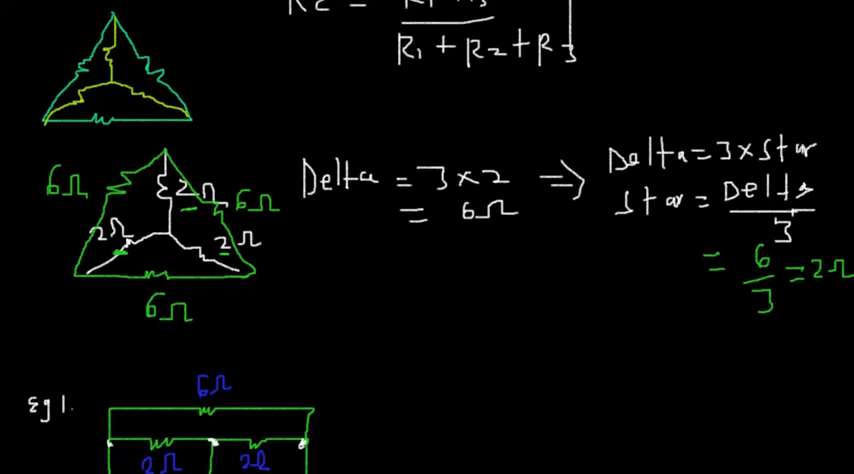 R1 + R2 + R3
6Ω
2Ω
6Ω
2Ω
2Ω
6Ω
Delta = 3 × 2
= 6Ω
⇒
Delta = 3 × Star
Star = Delta
3
= 6
3
= 2Ω
Eg 1.
6Ω
2Ω
2Ω